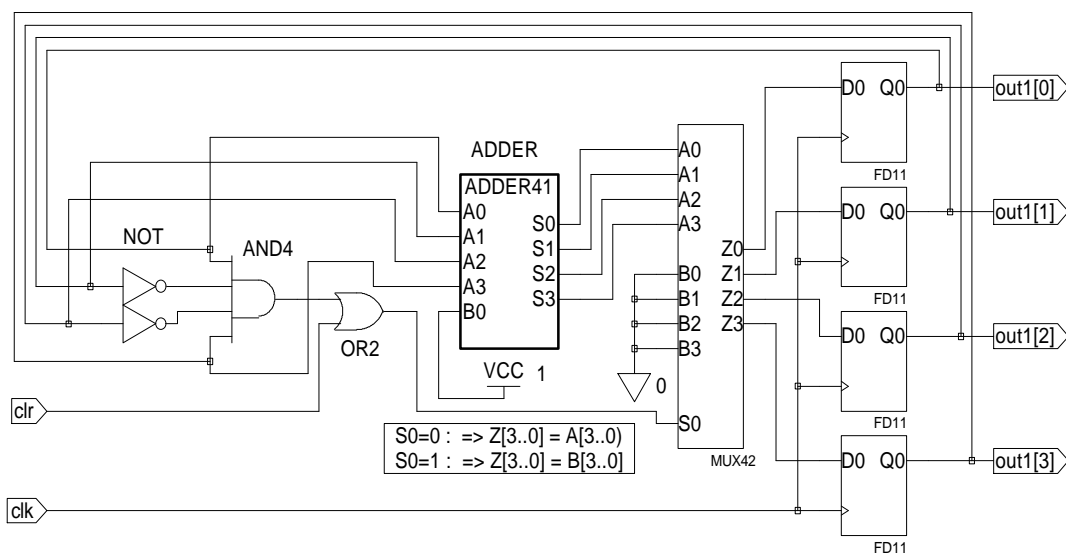 D0 Q0
out1[0]
FD11
ADDER
ADDER41
A0
A1
A2
A3
B0
S0
S1
S2
S3
A0
A1
A2
A3
B0
B1
B2
B3
S0
Z0
Z1
Z2
Z3
MUX42
D0 Q0
out1[1]
FD11
NOT
AND4
OR2
VCC 1
0
D0 Q0
out1[2]
FD11
clr
S0=0 : => Z[3..0] = A[3..0)
S0=1 : => Z[3..0] = B[3..0]
D0 Q0
out1[3]
FD11
clk